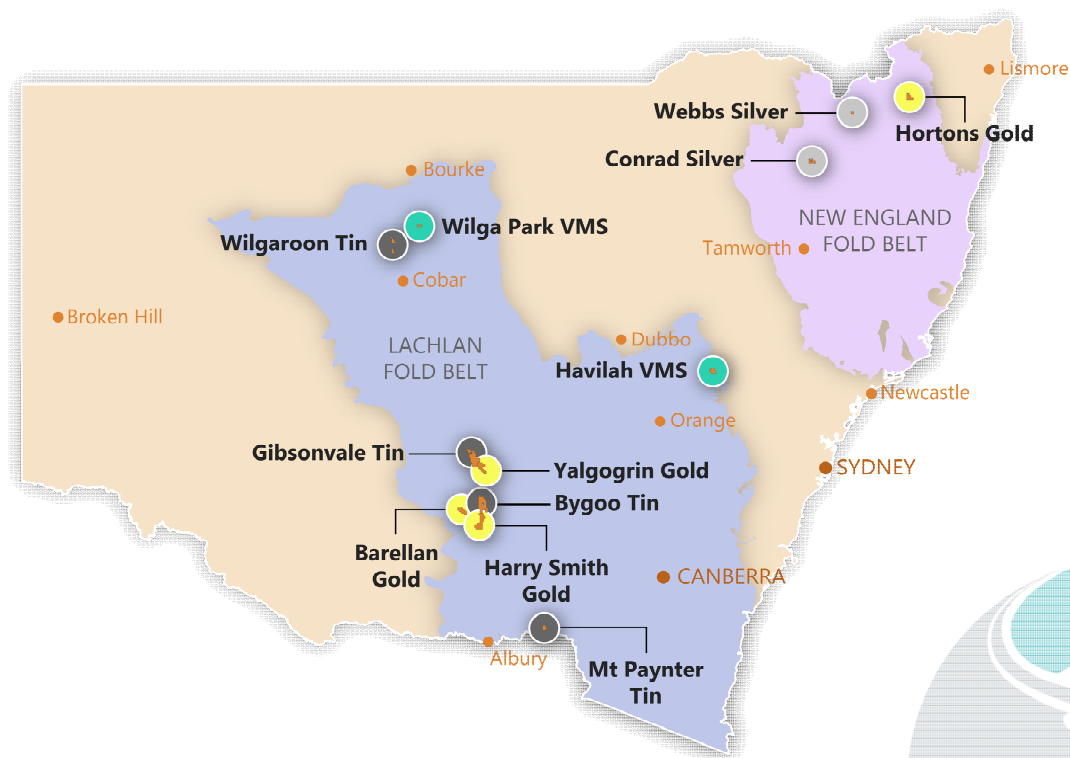 Lismore
Webbs Silver
Hortons Gold
Conrad Silver
Bourke
NEW ENGLAND
FOLD BELT
Wilga Park VMS
Wilgaroon Tin
Tamworth
Cobar
Broken Hill
Dubbo
LACHLAN
FOLD BELT
Havilah VMS
Newcastle
Orange
Gibsonvale Tin
SYDNEY
Yalgogrin Gold
Bygoo Tin
Barellan
Gold
Harry Smith
Gold
CANBERRA
Albury
Mt Paynter
Tin